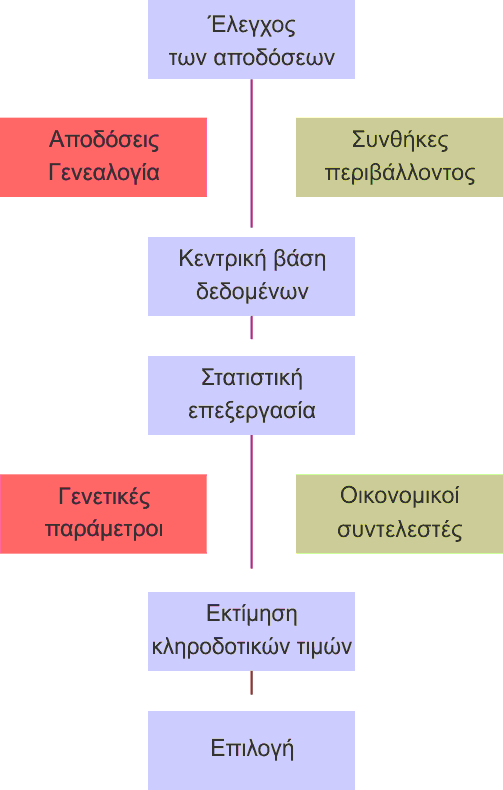 Έλεγχος
των αποδόσεων
Αποδόσεις
Γενεαλογία
Συνθήκες
περιβάλλοντος
Κεντρική βάση
δεδομένων
Στατιστική
επεξεργασία
Γενετικές
παράμετροι
Οικονομικοί
συντελεστές
Εκτίμηση
κληροδοτικών τιμών
Επιλογή